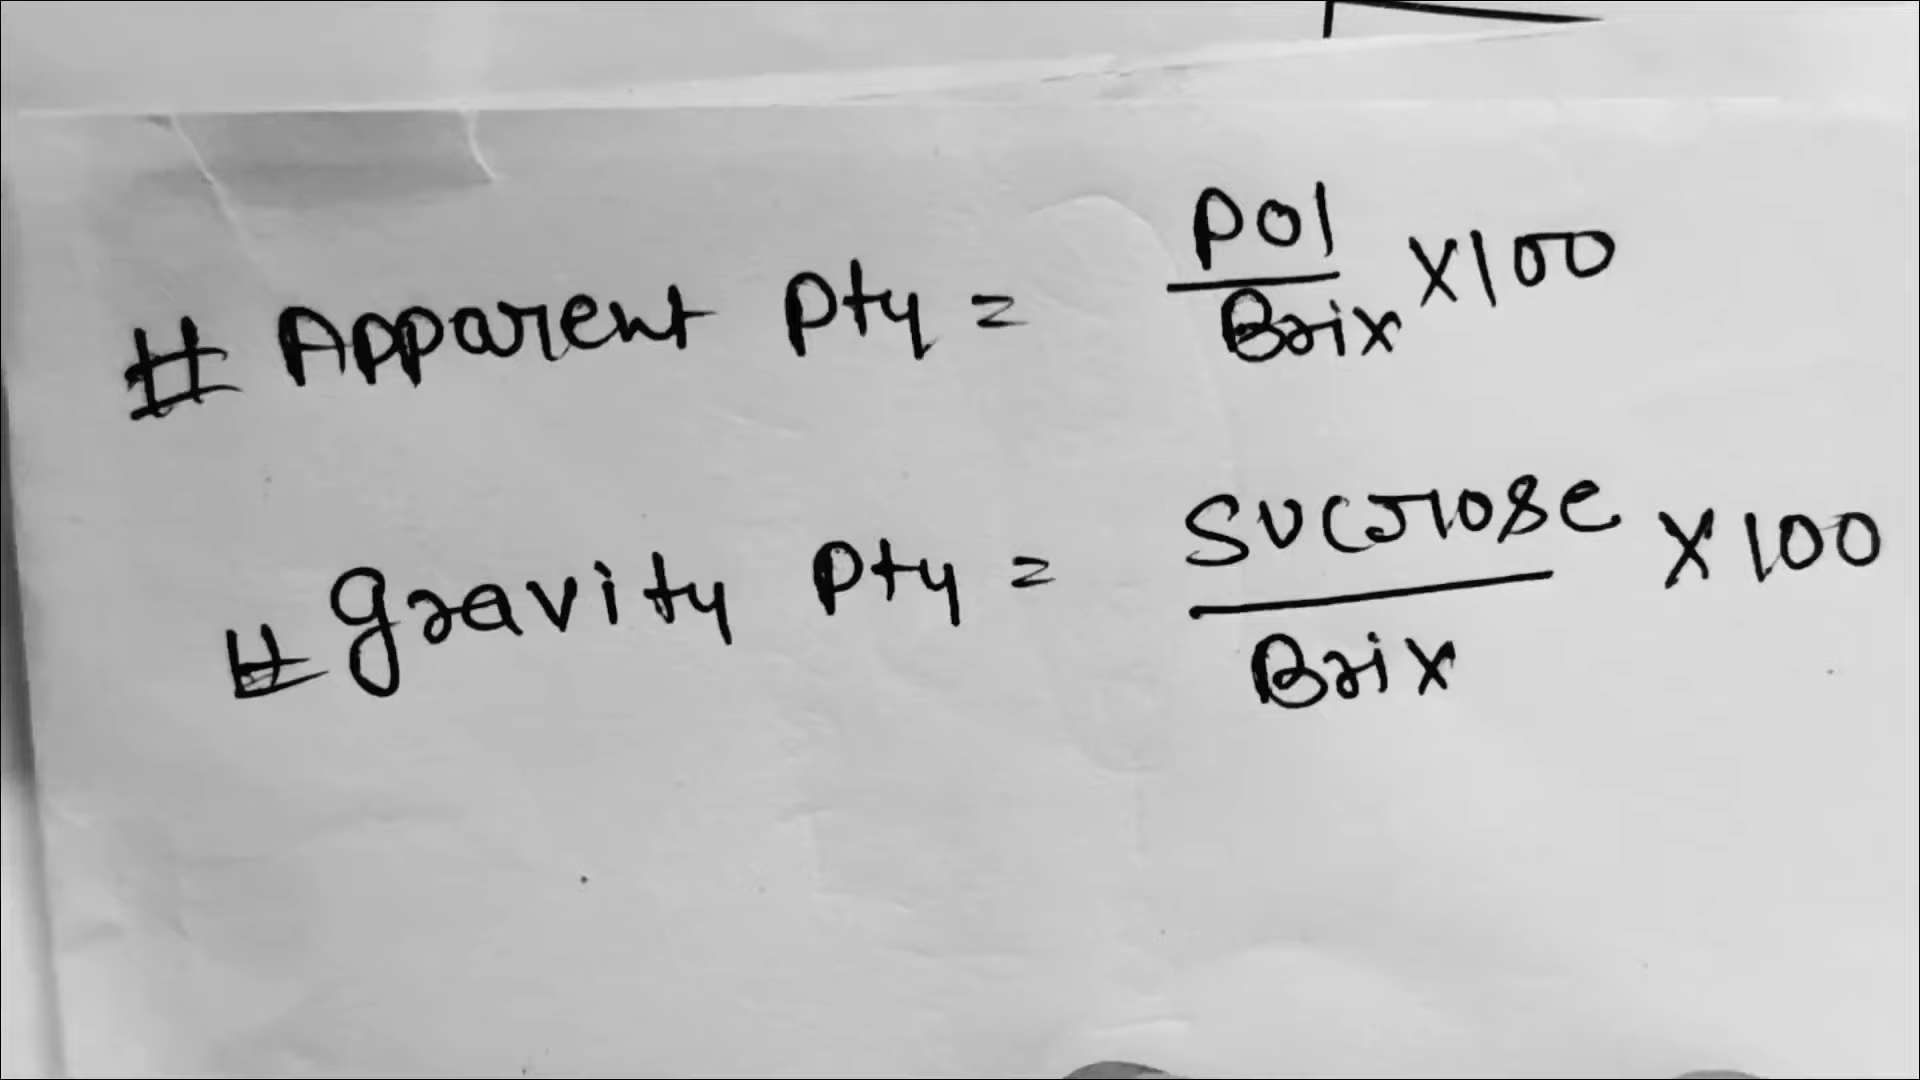 # Apparent Pty = Pol/Brix X100
# gravity Pty = Sucrose/Brix X100